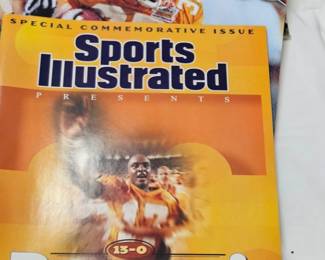 SPECIAL COMMEMORATIVE ISSUE
Sports
Illustrated
PRESENTS
13-0